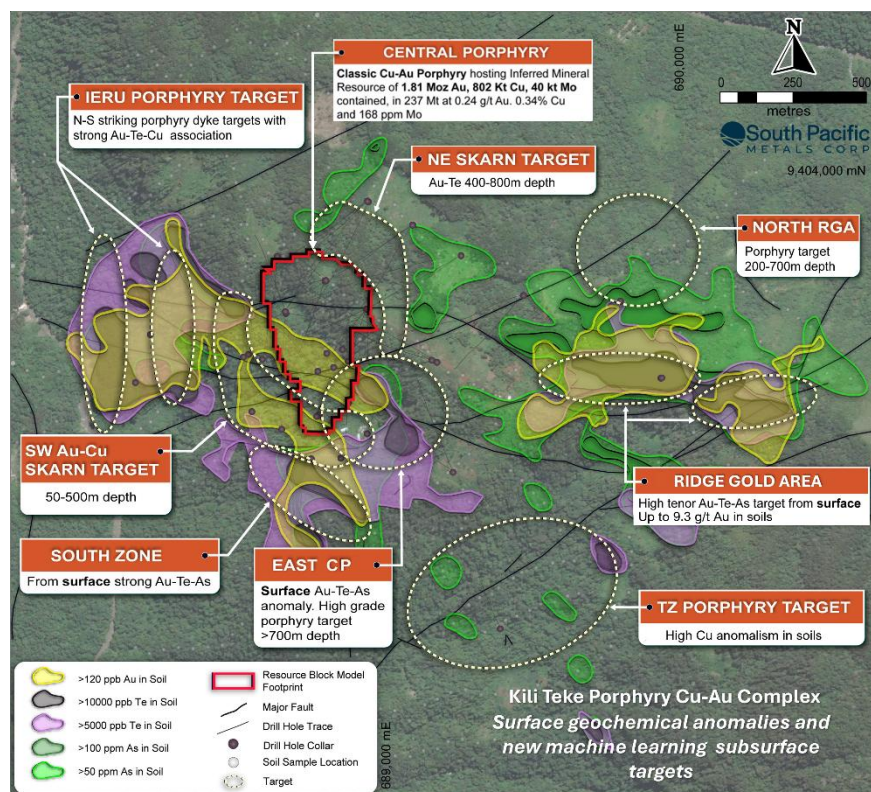 CENTRAL PORPHYRY
Classic Cu-Au Porphyry hosting Inferred Mineral
Resource of 1.81 Moz Au, 802 Kt Cu, 40 kt Mo
contained, in 237 Mt at 0.24 g/t Au. 0.34% Cu
and 168 ppm Mo
690,000 mE
N
0 250 500
metres
South Pacific
METALS CORP
9,404,000 mN
IERU PORPHYRY TARGET
N-S striking porphyry dyke targets with
strong Au-Te-Cu association
NE SKARN TARGET
Au-Te 400-800m depth
NORTH RGA
Porphyry target
200-700m depth
SW Au-Cu
SKARN TARGET
50-500m depth
RIDGE GOLD AREA
High tenor Au-Te-As target from surface
Up to 9.3 g/t Au in soils
SOUTH ZONE
From surface strong Au-Te-As
EAST CP
Surface Au-Te-As
anomaly. High grade
porphyry target
>700m depth
TZ PORPHYRY TARGET
High Cu anomalism in soils
>120 ppb Au in Soil
>10000 ppb Te in Soil
>5000 ppb Te in Soil
>100 ppm As in Soil
>50 ppm As in Soil
Resource Block Model
Footprint
Major Fault
Drill Hole Trace
Drill Hole Collar
Soil Sample Location
Target
689,000 mE
Kili Teke Porphyry Cu-Au Complex
Surface geochemical anomalies and
new machine learning subsurface
targets